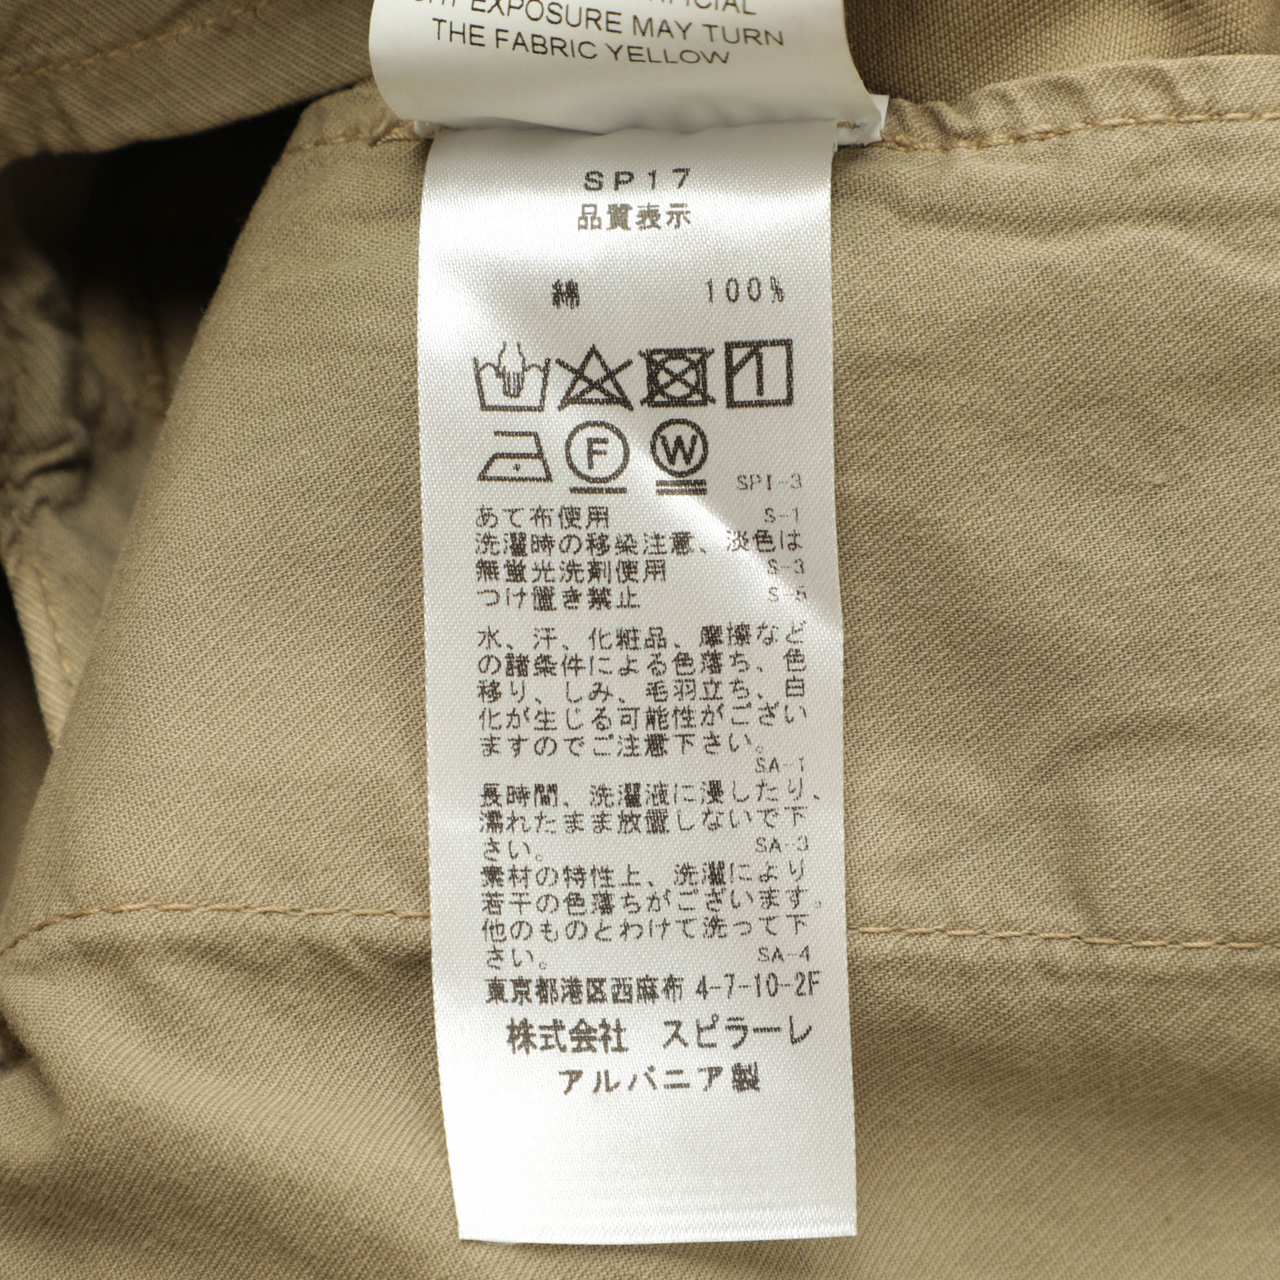 EXPOSURE MAY TURN
THE FABRIC YELLOW
SP17
品質表示
綿 100%
F W
SPI-3
あて布使用 S-1
洗濯時の移染注意、淡色は
無蛍光洗剤使用 S-3
つけ置き禁止 S-5
水、汗、化粧品、摩擦など
の諸条件による色落ち、色
移り、しみ、毛羽立ち、白
化が生じる可能性がござい
ますのでご注意下さい。
SA-1
長時間、洗濯液に浸したり、
濡れたまま放置しないで下
さい。 SA-3
素材の特性上、洗濯により
若干の色落ちがございます。
他のものとわけて洗って下
さい。 SA-4
東京都港区西麻布 4-7-10-2F
株式会社 スピラーレ
アルバニア製